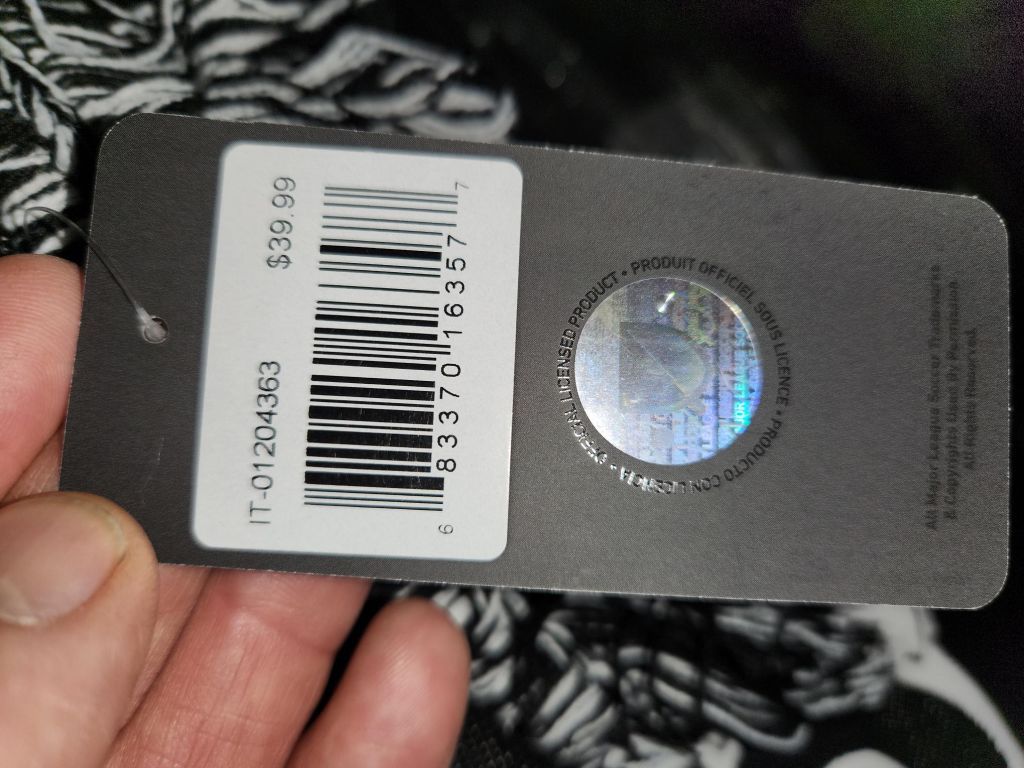 IT-01204363 $39.99
6 83370 16357 7
OFFICIAL LICENSED PRODUCT • PRODUIT OFFICIEL SOUS LICENCE • PRODUCTO CON LICENCIA •
All Major League Soccer Trademarks
& Copyrights Used By Permission.
All Rights Reserved.